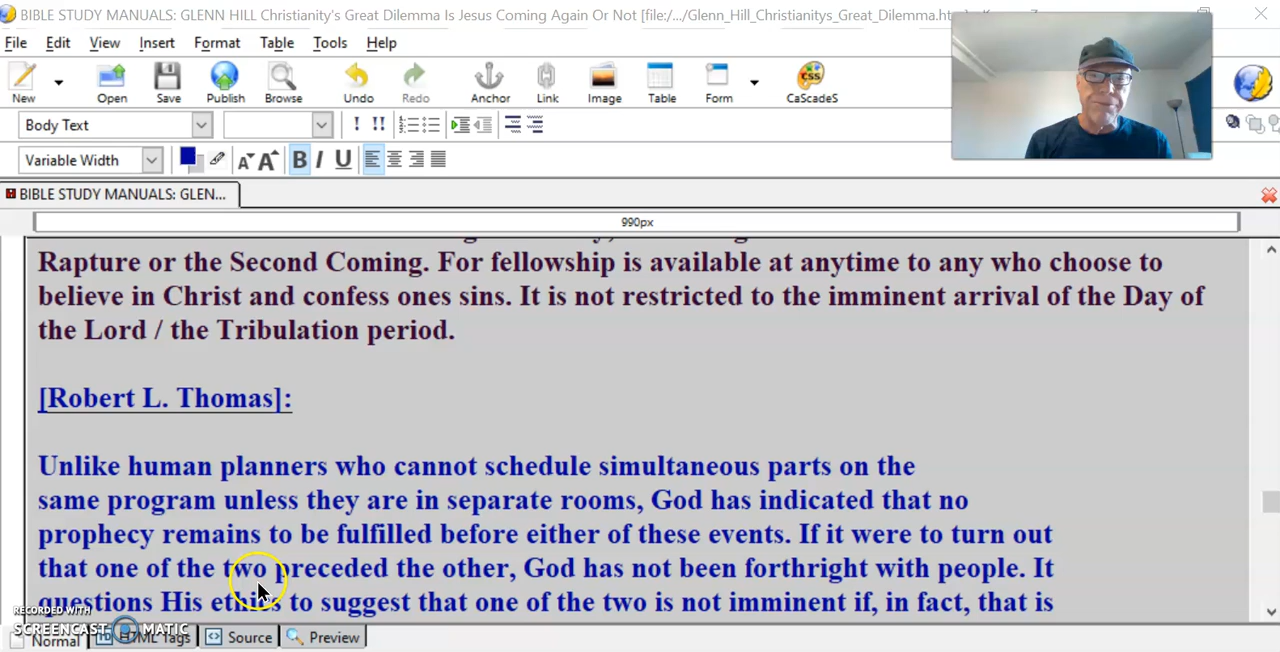 BIBLE STUDY MANUALS: GLENN HILL Christianity's Great Dilemma Is Jesus Coming Again Or Not [file:/.../Glenn_Hill_Christianitys_Great_Dilemma.htm
File Edit View Insert Format Table Tools Help
New Open Save Publish Browse Undo Redo Anchor Link Image Table Form CaScadeS
Body Text
Variable Width A A B I U
BIBLE STUDY MANUALS: GLEN...
990px
Rapture or the Second Coming. For fellowship is available at anytime to any who choose to
believe in Christ and confess ones sins. It is not restricted to the imminent arrival of the Day of
the Lord / the Tribulation period.
[Robert L. Thomas]:
Unlike human planners who cannot schedule simultaneous parts on the
same program unless they are in separate rooms, God has indicated that no
prophecy remains to be fulfilled before either of these events. If it were to turn out
that one of the two preceded the other, God has not been forthright with people. It
questions His ethics to suggest that one of the two is not imminent if, in fact, that is
RECORDED WITH
SCREENCAST MATIC
Normal HTML Tags Source Preview